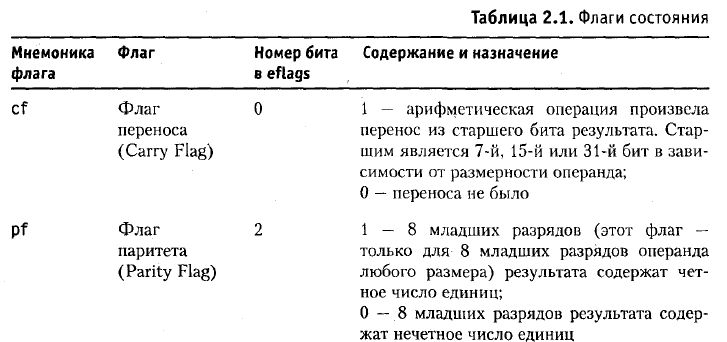 Таблица 2.1. Флаги состояния
Мнемоника флага
Флаг
Номер бита в eflags
Содержание и назначение
cf
Флаг переноса (Carry Flag)
0
1 — арифметическая операция произвела
перенос из старшего бита результата. Стар-
шим является 7-й, 15-й или 31-й бит в зави-
симости от размерности операнда;
0 — переноса не было
pf
Флаг паритета (Parity Flag)
2
1 — 8 младших разрядов (этот флаг —
только для 8 младших разрядов операнда
любого размера) результата содержат чет-
ное число единиц;
0 — 8 младших разрядов результата содер-
жат нечетное число единиц